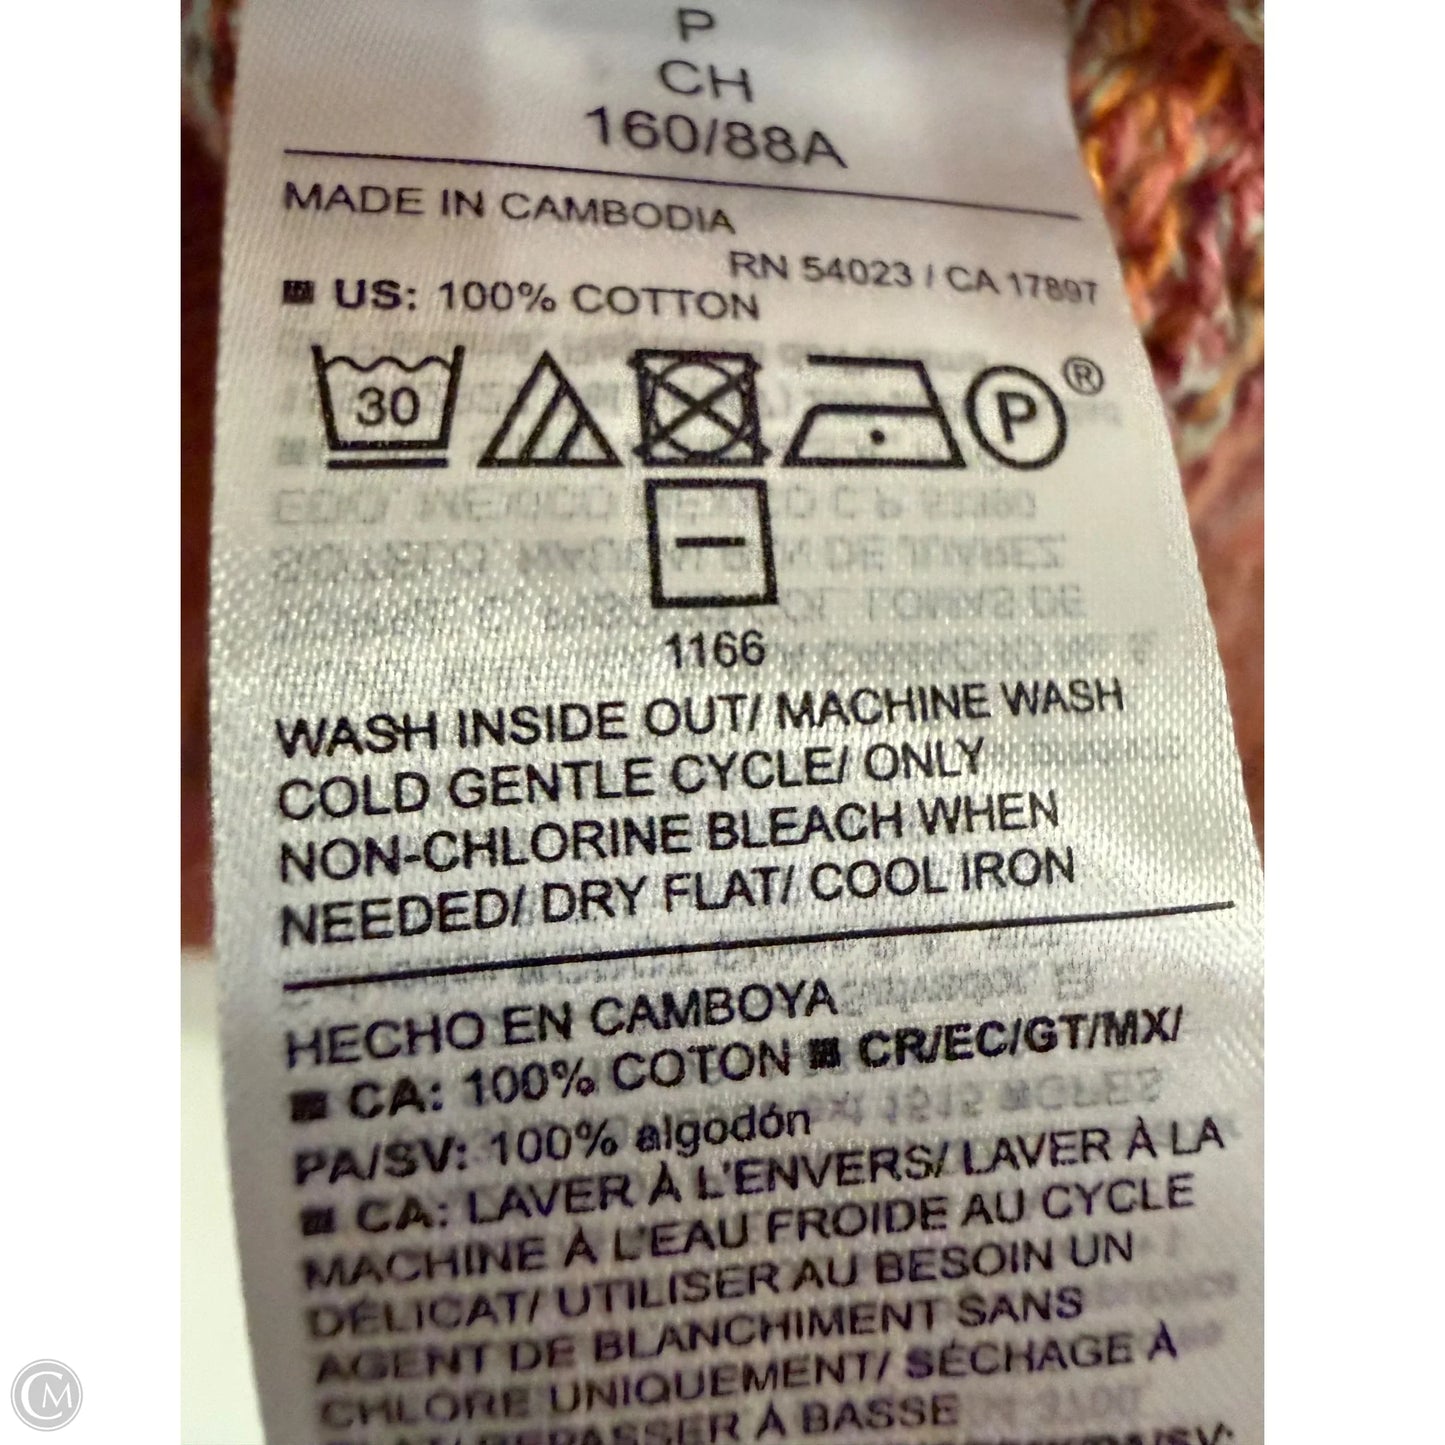 P
CH
160/88A
MADE IN CAMBODIA
RN 54023 / CA 17897
US: 100% COTTON
30
P®
1166
WASH INSIDE OUT/ MACHINE WASH
COLD GENTLE CYCLE/ ONLY
NON-CHLORINE BLEACH WHEN
NEEDED/ DRY FLAT/ COOL IRON
HECHO EN CAMBOYA
CA: 100% COTON CR/EC/GT/MX/
PA/SV: 100% algodón
CA: LAVER À L'ENVERS/ LAVER À LA
MACHINE À L'EAU FROIDE AU CYCLE
DÉLICAT/ UTILISER AU BESOIN UN
AGENT DE BLANCHIMENT SANS
CHLORE UNIQUEMENT/ SÉCHAGE À
REPASSER À BASSE
CM